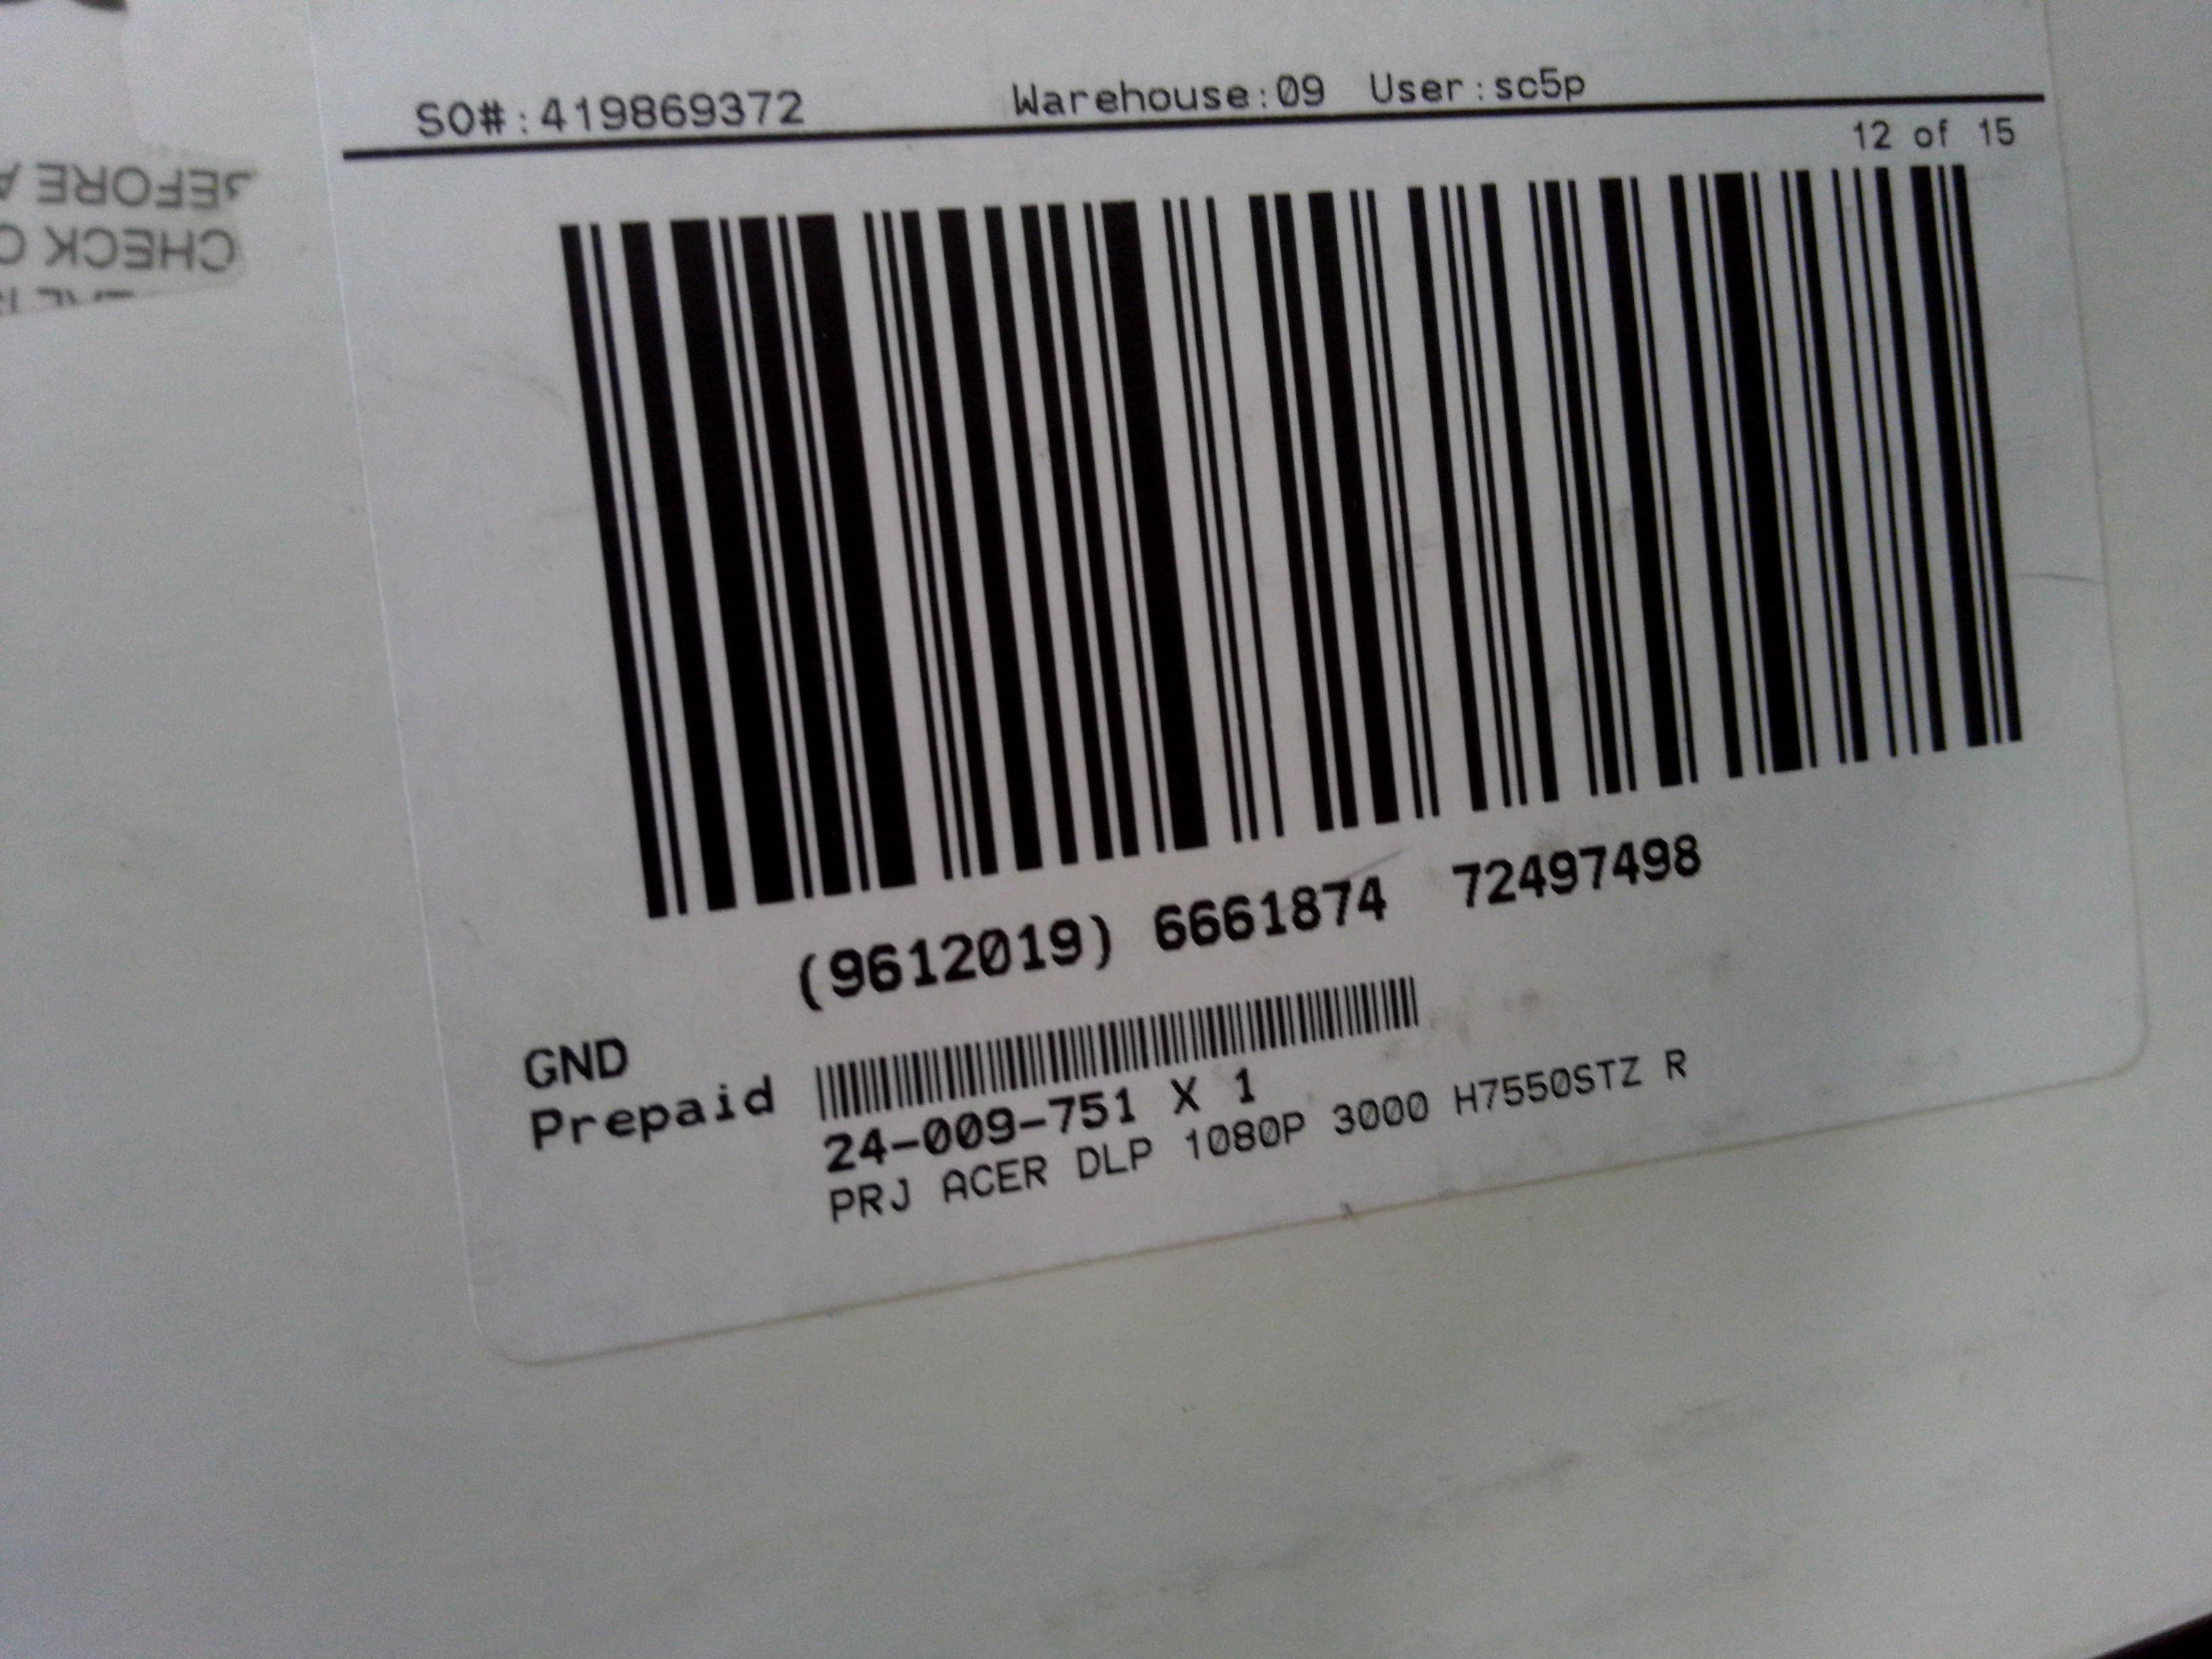 SO#:419869372 Warehouse:09 User:sc5p
12 of 15
(9612019) 6661874 72497498
GND
Prepaid
24-009-751 X 1
PRJ ACER DLP 1080P 3000 H7550STZ R
CHECK
BEFORE